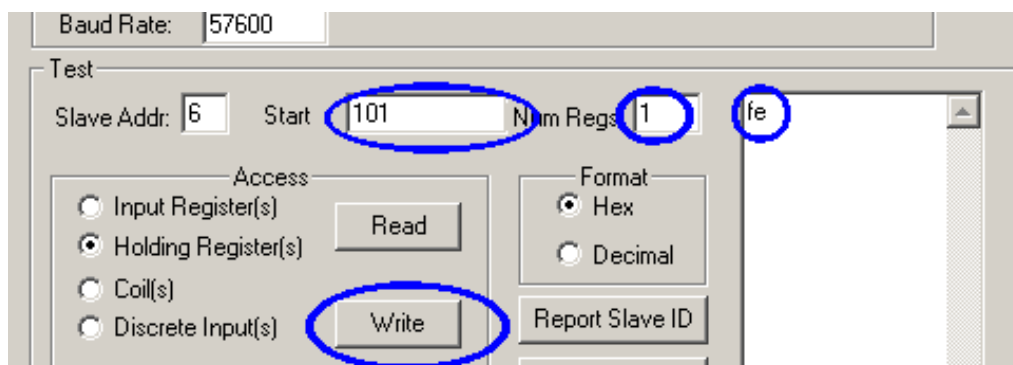 Baud Rate: 57600
Test
Slave Addr: 6 Start 101 Num Regs 1 fe
Access
Format
Input Register(s)
Read
Hex
Holding Register(s)
Decimal
Coil(s)
Discrete Input(s)
Write
Report Slave ID